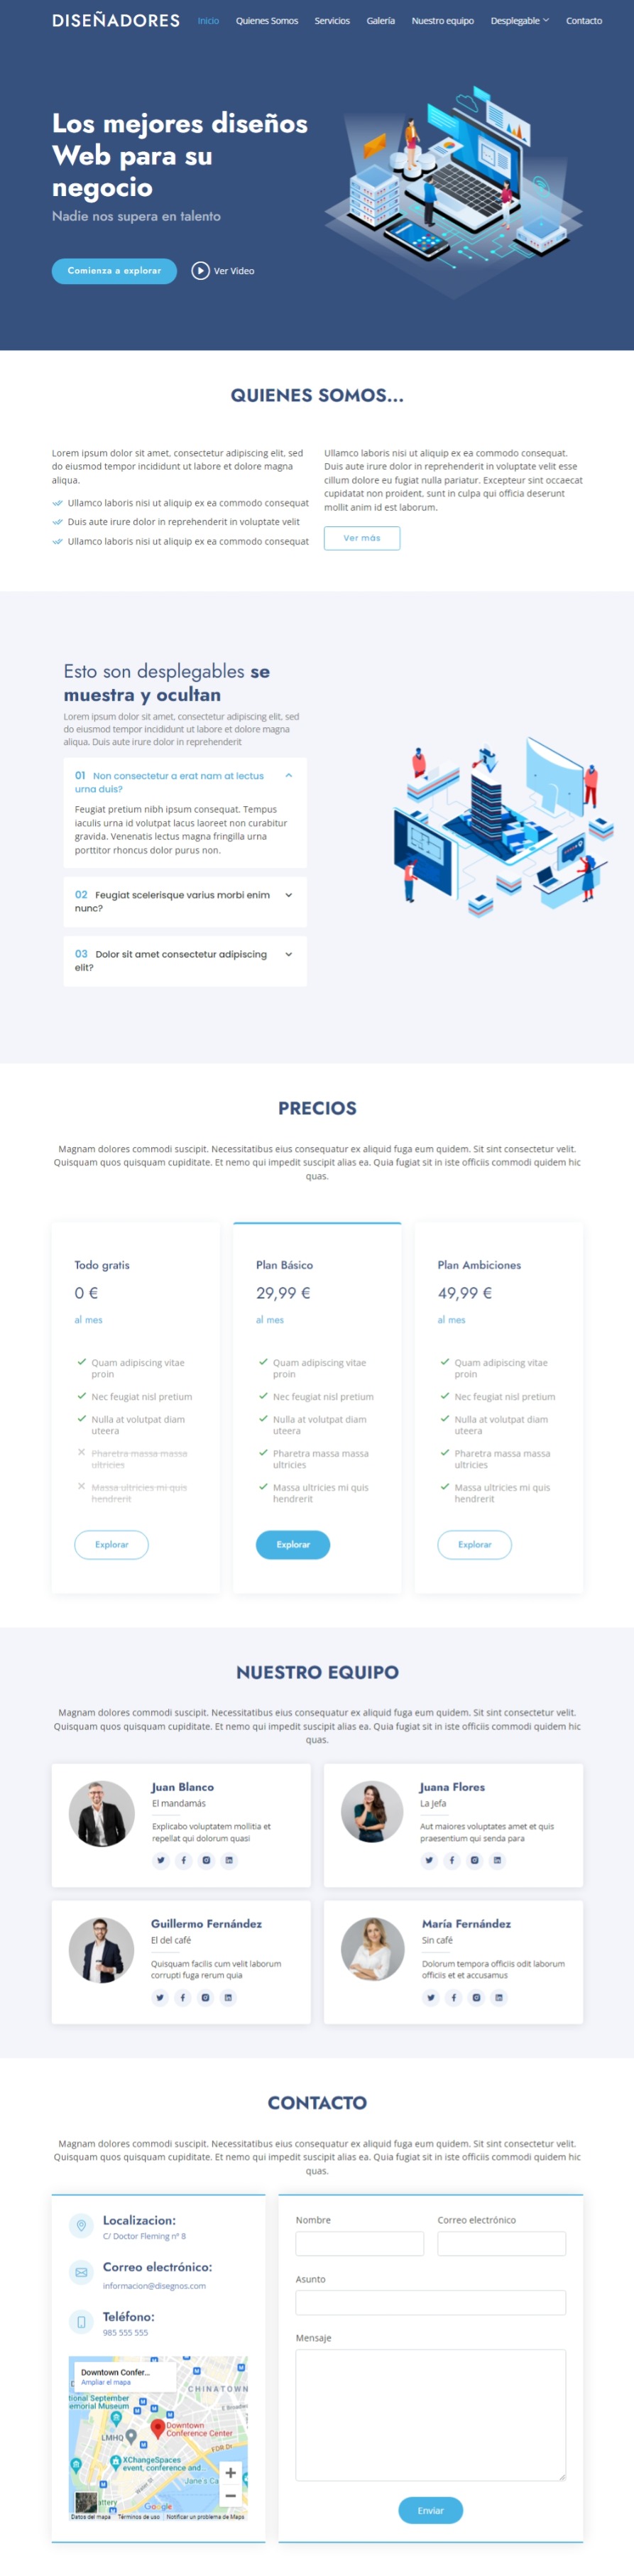 DISEÑADORES
Inicio
Quienes Somos
Servicios
Galería
Nuestro equipo
Desplegable
Contacto
Los mejores diseños
Web para su
negocio
Nadie nos supera en talento
Comienza a explorar
Ver Video
QUIENES SOMOS...
Lorem ipsum dolor sit amet, consectetur adipiscing elit, sed
do eiusmod tempor incididunt ut labore et dolore magna
aliqua.
Ullamco laboris nisi ut aliquip ex ea commodo consequat
Duis aute irure dolor in reprehenderit in voluptate velit
Ullamco laboris nisi ut aliquip ex ea commodo consequat
Ullamco laboris nisi ut aliquip ex ea commodo consequat.
Duis aute irure dolor in reprehenderit in voluptate velit esse
cillum dolore eu fugiat nulla pariatur. Excepteur sint occaecat
cupidatat non proident, sunt in culpa qui officia deserunt
mollit anim id est laborum.
Ver más
Esto son desplegables se
muestra y ocultan
Lorem ipsum dolor sit amet, consectetur adipiscing elit, sed
do eiusmod tempor incididunt ut labore et dolore magna
aliqua. Duis aute irure dolor in reprehenderit
01 Non consectetur a erat nam at lectus
urna duis?
Feugiat pretium nibh ipsum consequat. Tempus
iaculis urna id volutpat lacus laoreet non curabitur
gravida. Venenatis lectus magna fringilla urna
porttitor rhoncus dolor purus non.
02 Feugiat scelerisque varius morbi enim
nunc?
03 Dolor sit amet consectetur adipiscing
elit?
PRECIOS
Magnam dolores commodi suscipit. Necessitatibus eius consequatur ex aliquid fuga eum quidem. Sit sint consectetur velit.
Quisquam quos quisquam cupiditate. Et nemo qui impedit suscipit alias ea. Quia fugiat sit in iste officiis commodi quidem hic
quas.
Todo gratis
0 €
al mes
Quam adipiscing vitae
proin
Nec feugiat nisl pretium
Nulla at volutpat diam
uteera
Pharetra massa massa
ultricies
Massa ultricies mi quis
hendrerit
Explorar
Plan Básico
29,99 €
al mes
Quam adipiscing vitae
proin
Nec feugiat nisl pretium
Nulla at volutpat diam
uteera
Pharetra massa massa
ultricies
Massa ultricies mi quis
hendrerit
Explorar
Plan Ambiciones
49,99 €
al mes
Quam adipiscing vitae
proin
Nec feugiat nisl pretium
Nulla at volutpat diam
uteera
Pharetra massa massa
ultricies
Massa ultricies mi quis
hendrerit
Explorar
NUESTRO EQUIPO
Magnam dolores commodi suscipit. Necessitatibus eius consequatur ex aliquid fuga eum quidem. Sit sint consectetur velit.
Quisquam quos quisquam cupiditate. Et nemo qui impedit suscipit alias ea. Quia fugiat sit in iste officiis commodi quidem hic
quas.
Juan Blanco
El mandamás
Explicabo voluptatem mollitia et
repellat qui dolorum quasi
Juana Flores
La Jefa
Aut maiores voluptates amet et quis
praesentium qui senda para
Guillermo Fernández
El del café
Quisquam facilis cum velit laborum
corrupti fuga rerum quia
María Fernández
Sin café
Dolorum tempora officiis odit laborum
officiis et et accusamus
CONTACTO
Magnam dolores commodi suscipit. Necessitatibus eius consequatur ex aliquid fuga eum quidem. Sit sint consectetur velit.
Quisquam quos quisquam cupiditate. Et nemo qui impedit suscipit alias ea. Quia fugiat sit in iste officiis commodi quidem hic
quas.
Localizacion:
C/ Doctor Fleming nº 8
Correo electrónico:
informacion@disegnos.com
Teléfono:
985 555 555
Downtown Confer...
Ampliar el mapa
CHINATOWN
tional September
emorial Museum
E Broadway
Downtown
Conference Center
LMHQ
FDR Dr
XChangeSpaces
event, conference and...
Water St
Jane's Ca
attery
Google
Datos del mapa
Términos de uso
Notificar un problema de Maps
Nombre
Correo electrónico
Asunto
Mensaje
Enviar